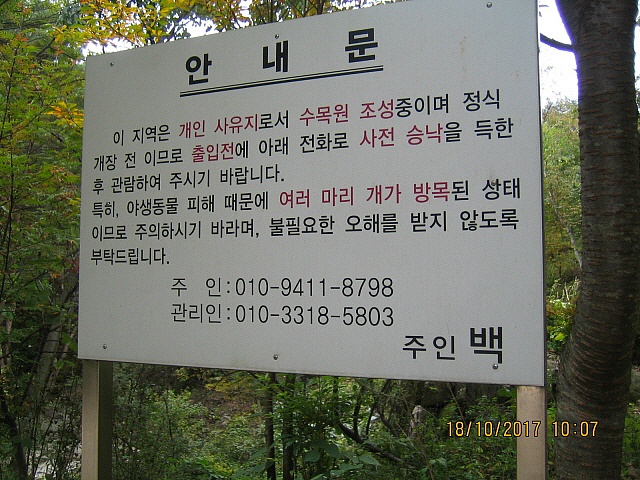 안 내 문
이 지역은 개인 사유지로서 수목원 조성중이며 정식
개장 전 이므로 출입전에 아래 전화로 사전 승낙을 득한
후 관람하여 주시기 바랍니다.
특히, 야생동물 피해 때문에 여러 마리 개가 방목된 상태
이므로 주의하시기 바라며, 불필요한 오해를 받지 않도록
부탁드립니다.
주 인:010-9411-8798
관리인:010-3318-5803
주인 백
18/10/2017 10:07